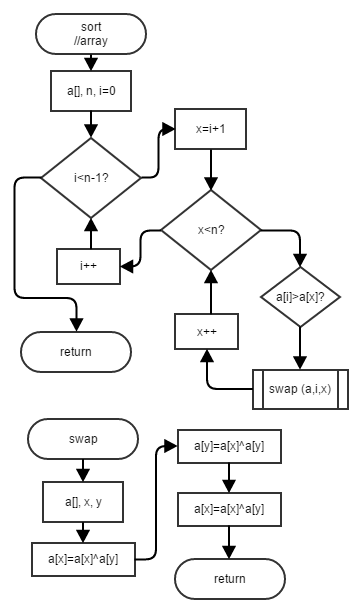 sort
//array
a[], n, i=0
i<n-1?
x=i+1
x<n?
i++
a[i]>a[x]?
x++
return
swap (a,i,x)
swap
a[], x, y
a[x]=a[x]^a[y]
a[y]=a[x]^a[y]
a[x]=a[x]^a[y]
return